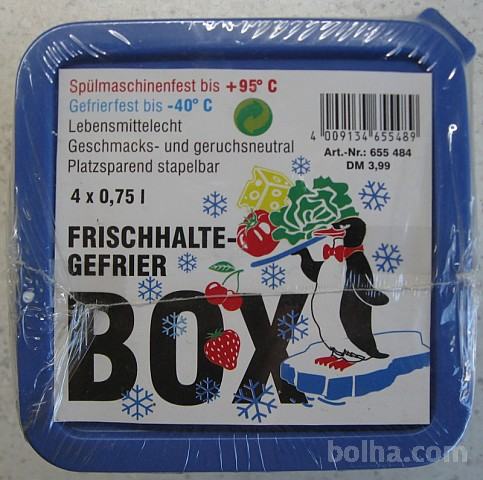 Spülmaschinenfest bis +95° C
Gefrierfest bis -40° C
Lebensmittelecht
Geschmacks- und geruchsneutral
Platzsparend stapelbar
4 x 0,75 l
4 009134 655489
Art.-Nr.: 655 484
DM 3,99
FRISCHHALTE-
GEFRIER
BOX
bolha.com